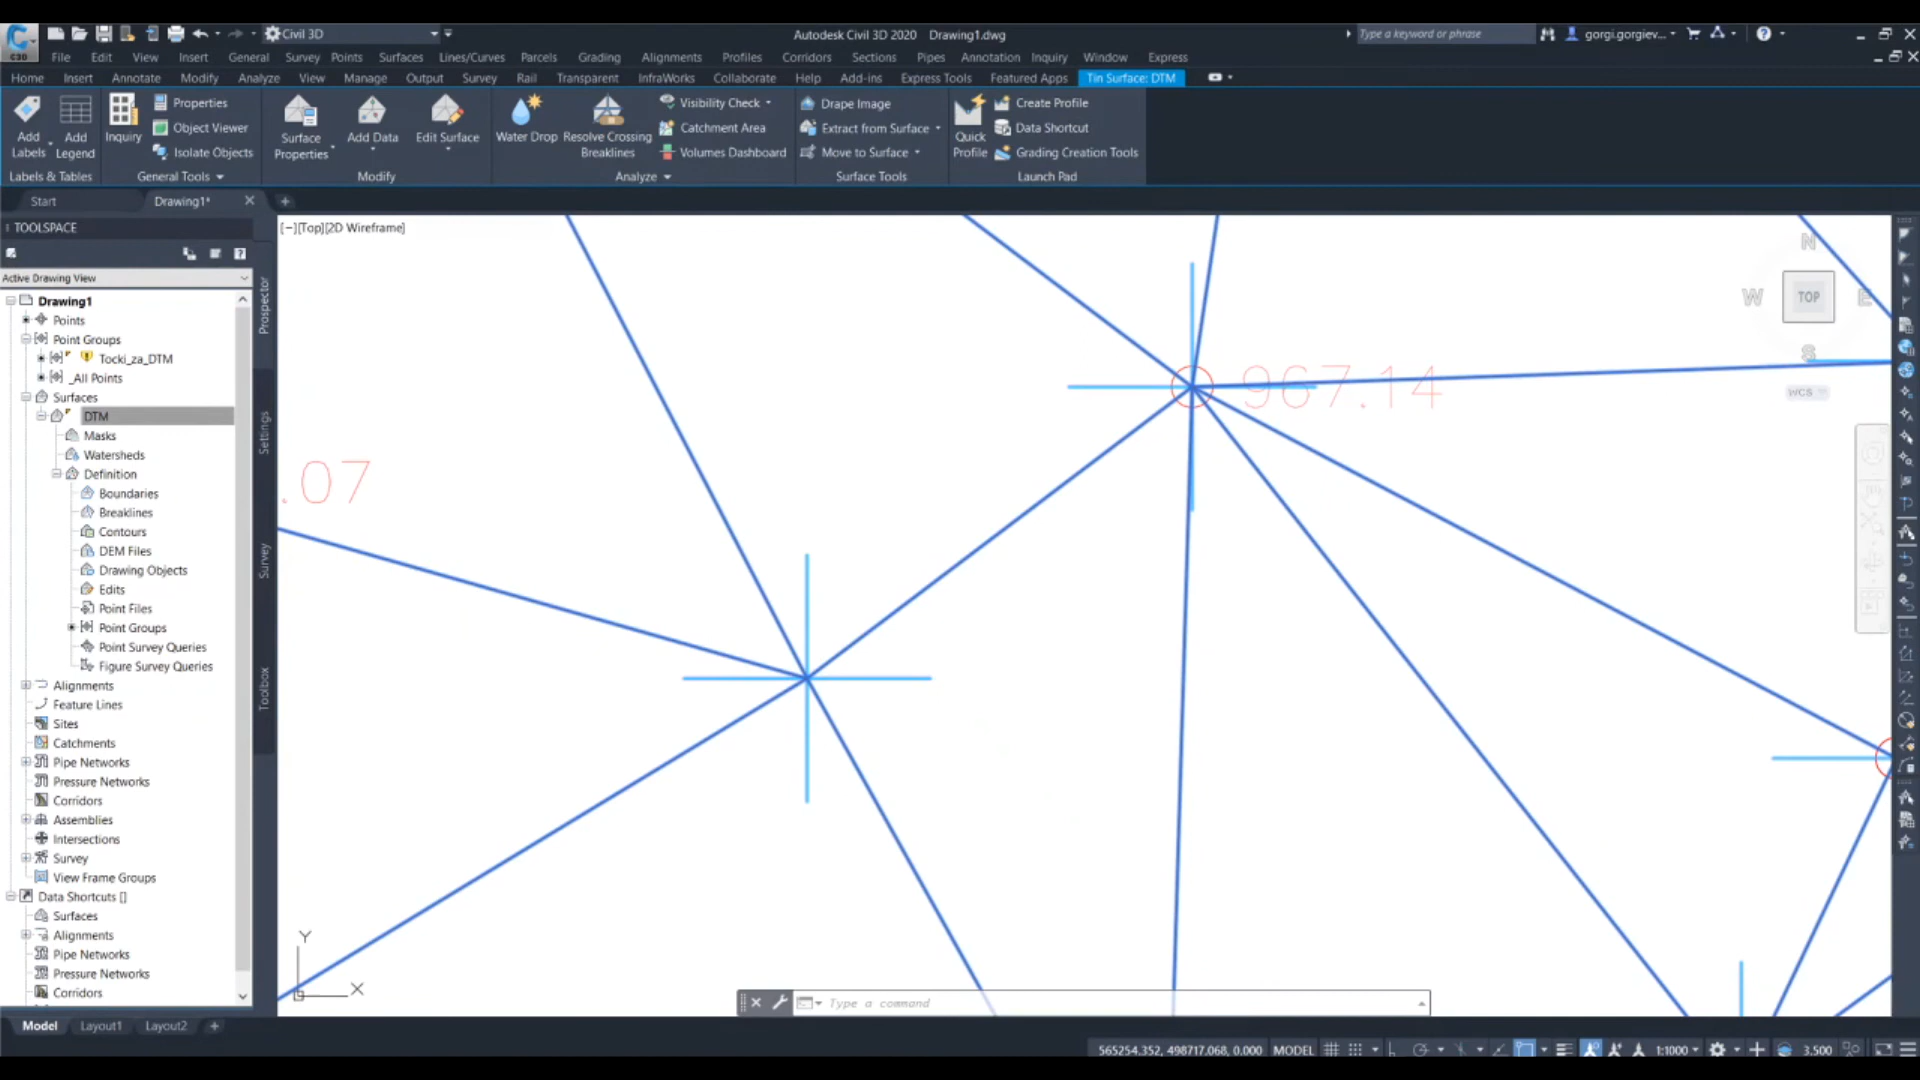 Civil 3D
Autodesk Civil 3D 2020 Drawing1.dwg
Type a keyword or phrase
gorgi.gorgiev...
C3D
File Edit View Insert General Survey Points Surfaces Lines/Curves Parcels Grading Alignments Profiles Corridors Sections Pipes Annotation Inquiry Window Express
Home Insert Annotate Modify Analyze View Manage Output Survey Rail Transparent InfraWorks Collaborate Help Add-ins Express Tools Featured Apps Tin Surface: DTM
Add Labels
Add Legend
Labels & Tables
Inquiry
Properties
Object Viewer
Isolate Objects
General Tools
Surface Properties
Add Data
Edit Surface
Modify
Water Drop
Resolve Crossing Breaklines
Visibility Check
Catchment Area
Volumes Dashboard
Analyze
Drape Image
Extract from Surface
Move to Surface
Surface Tools
Quick Profile
Create Profile
Data Shortcut
Grading Creation Tools
Launch Pad
Start
Drawing1*
TOOLSPACE
Active Drawing View
Drawing1
Points
Point Groups
Tocki_za_DTM
_All Points
Surfaces
DTM
Masks
Watersheds
Definition
Boundaries
Breaklines
Contours
DEM Files
Drawing Objects
Edits
Point Files
Point Groups
Point Survey Queries
Figure Survey Queries
Alignments
Feature Lines
Sites
Catchments
Pipe Networks
Pressure Networks
Corridors
Assemblies
Intersections
Survey
View Frame Groups
Data Shortcuts []
Surfaces
Alignments
Pipe Networks
Pressure Networks
Corridors
Prospector
Settings
Survey
Toolbox
[−][Top][2D Wireframe]
N
W TOP E
S
WCS
967.14
.07
Y
X
Type a command
Model Layout1 Layout2
565254.352, 498717.068, 0.000 MODEL 1:1000 3.500